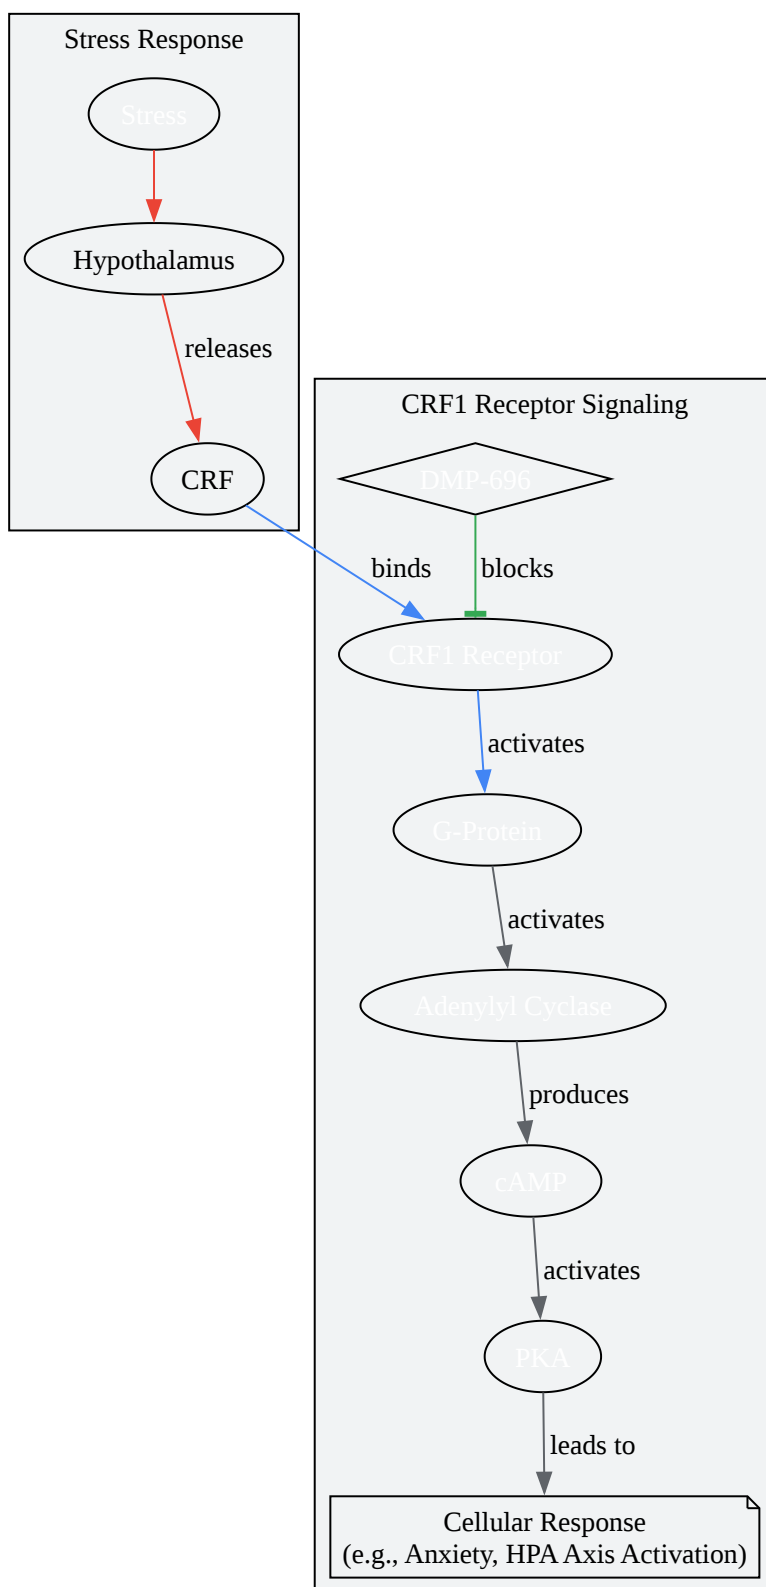 Stress Response
Stress
Hypothalamus
releases
CRF
CRF1 Receptor Signaling
DMP-696
binds
blocks
CRF1 Receptor
activates
G-Protein
activates
Adenylyl Cyclase
produces
cAMP
activates
PKA
leads to
Cellular Response
(e.g., Anxiety, HPA Axis Activation)